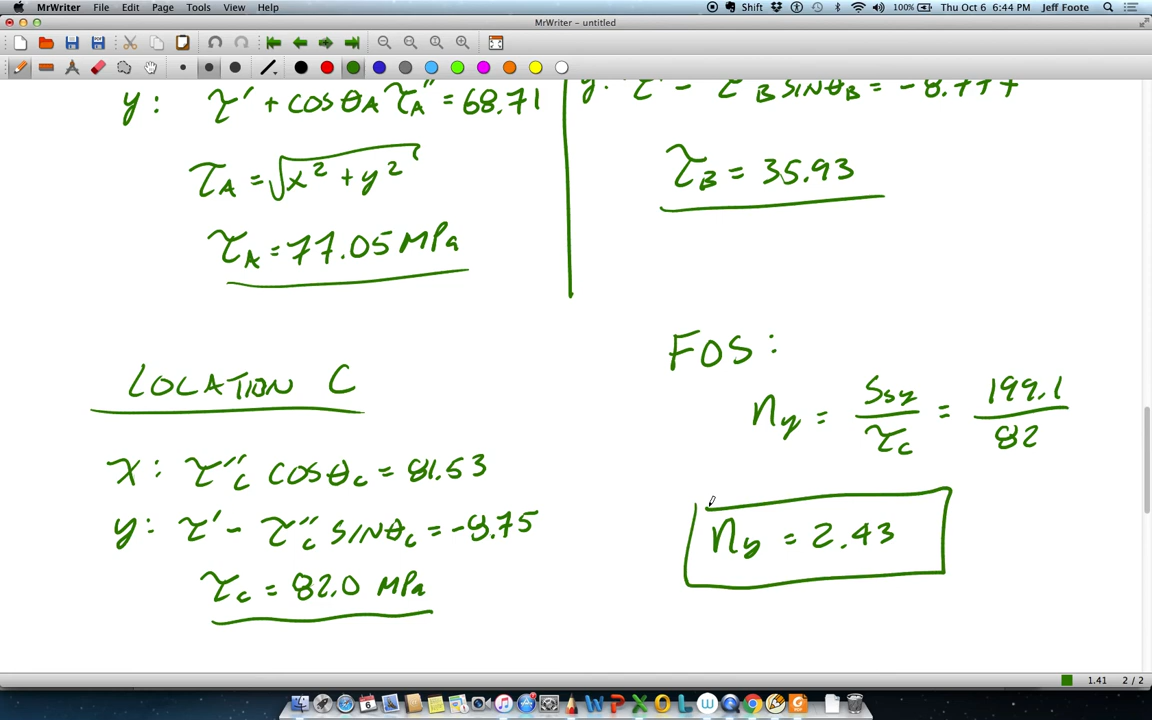 MrWriter File Edit Page Tools View Help Shift 100% Thu Oct 6 6:44 PM Jeff Foote
MrWriter – untitled
y: τ' + cosθA τA'' = 68.71
y: τ' - τ''B sinθB = -8.777
τA = √x² + y²
τA = 77.05 MPa
τB = 35.93
LOCATION C
x: τ''c cosθc = 81.53
y: τ' - τ''c sinθc = -8.75
τc = 82.0 MPa
FOS:
ny = Ssy/τc = 199.1/82
ny = 2.43
1.41 2 / 2